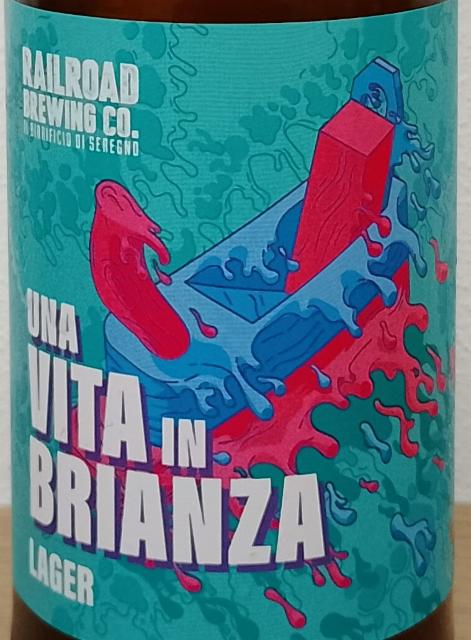 RAILROAD
BREWING CO.
IL BIRRIFICIO DI SEREGNO
UNA
VITA IN
BRIANZA
LAGER